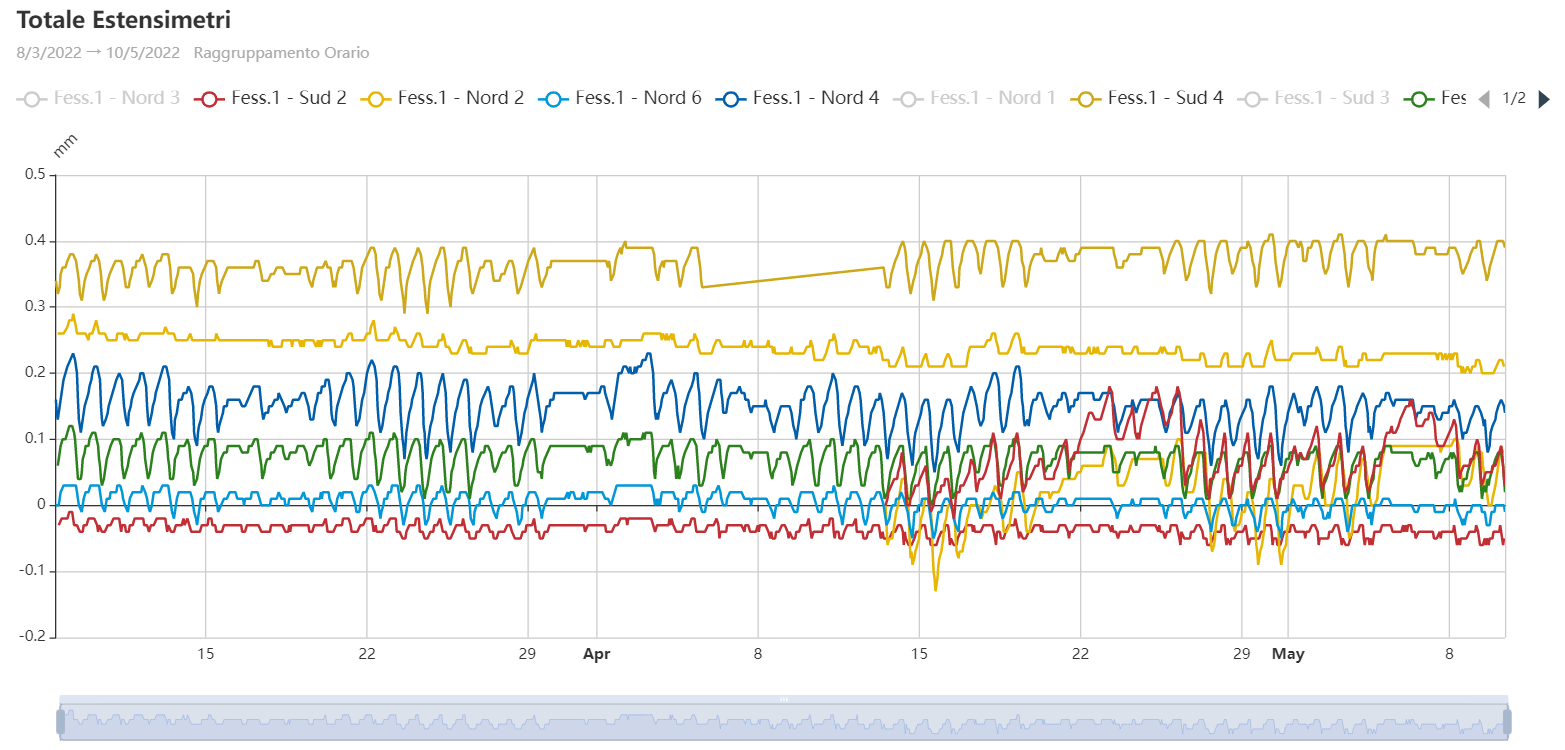 Totale Estensimetri
8/3/2022 → 10/5/2022 Raggruppamento Orario
Fess.1 - Nord 3 Fess.1 - Sud 2 Fess.1 - Nord 2 Fess.1 - Nord 6 Fess.1 - Nord 4 Fess.1 - Nord 1 Fess.1 - Sud 4 Fess.1 - Sud 3 Fes 1/2
mm
0.5
0.4
0.3
0.2
0.1
0
-0.1
-0.2
15 22 29 Apr 8 15 22 29 May 8